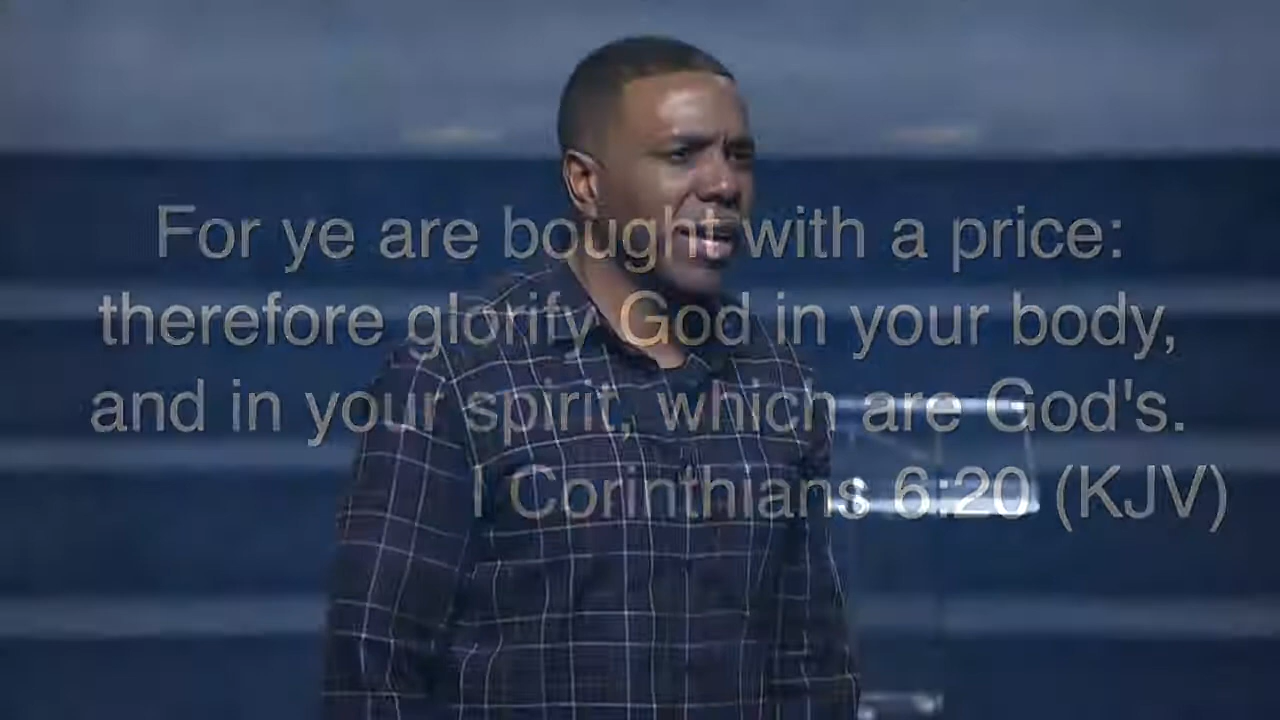 For ye are bought with a price:
therefore glorify God in your body,
and in your spirit, which are God's.
I Corinthians 6:20 (KJV)